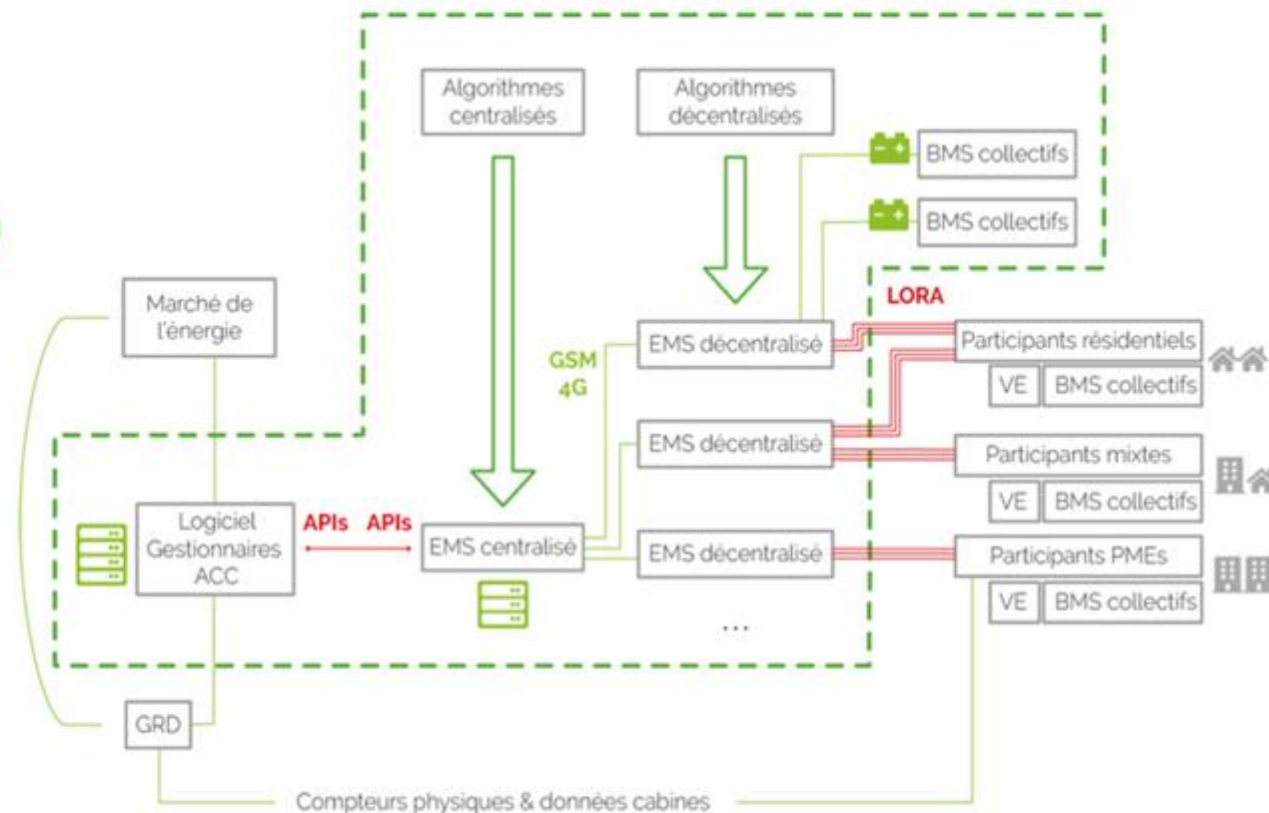 Algorithmes
centralisés
Algorithmes
décentralisés
BMS collectifs
BMS collectifs
Marché de
l'énergie
LORA
EMS décentralisé
Participants résidentiels
VE
BMS collectifs
GSM
4G
EMS décentralisé
Participants mixtes
VE
BMS collectifs
Logiciel
Gestionnaires
ACC
APIs
APIs
EMS centralisé
EMS décentralisé
Participants PMEs
VE
BMS collectifs
...
GRD
Compteurs physiques & données cabines